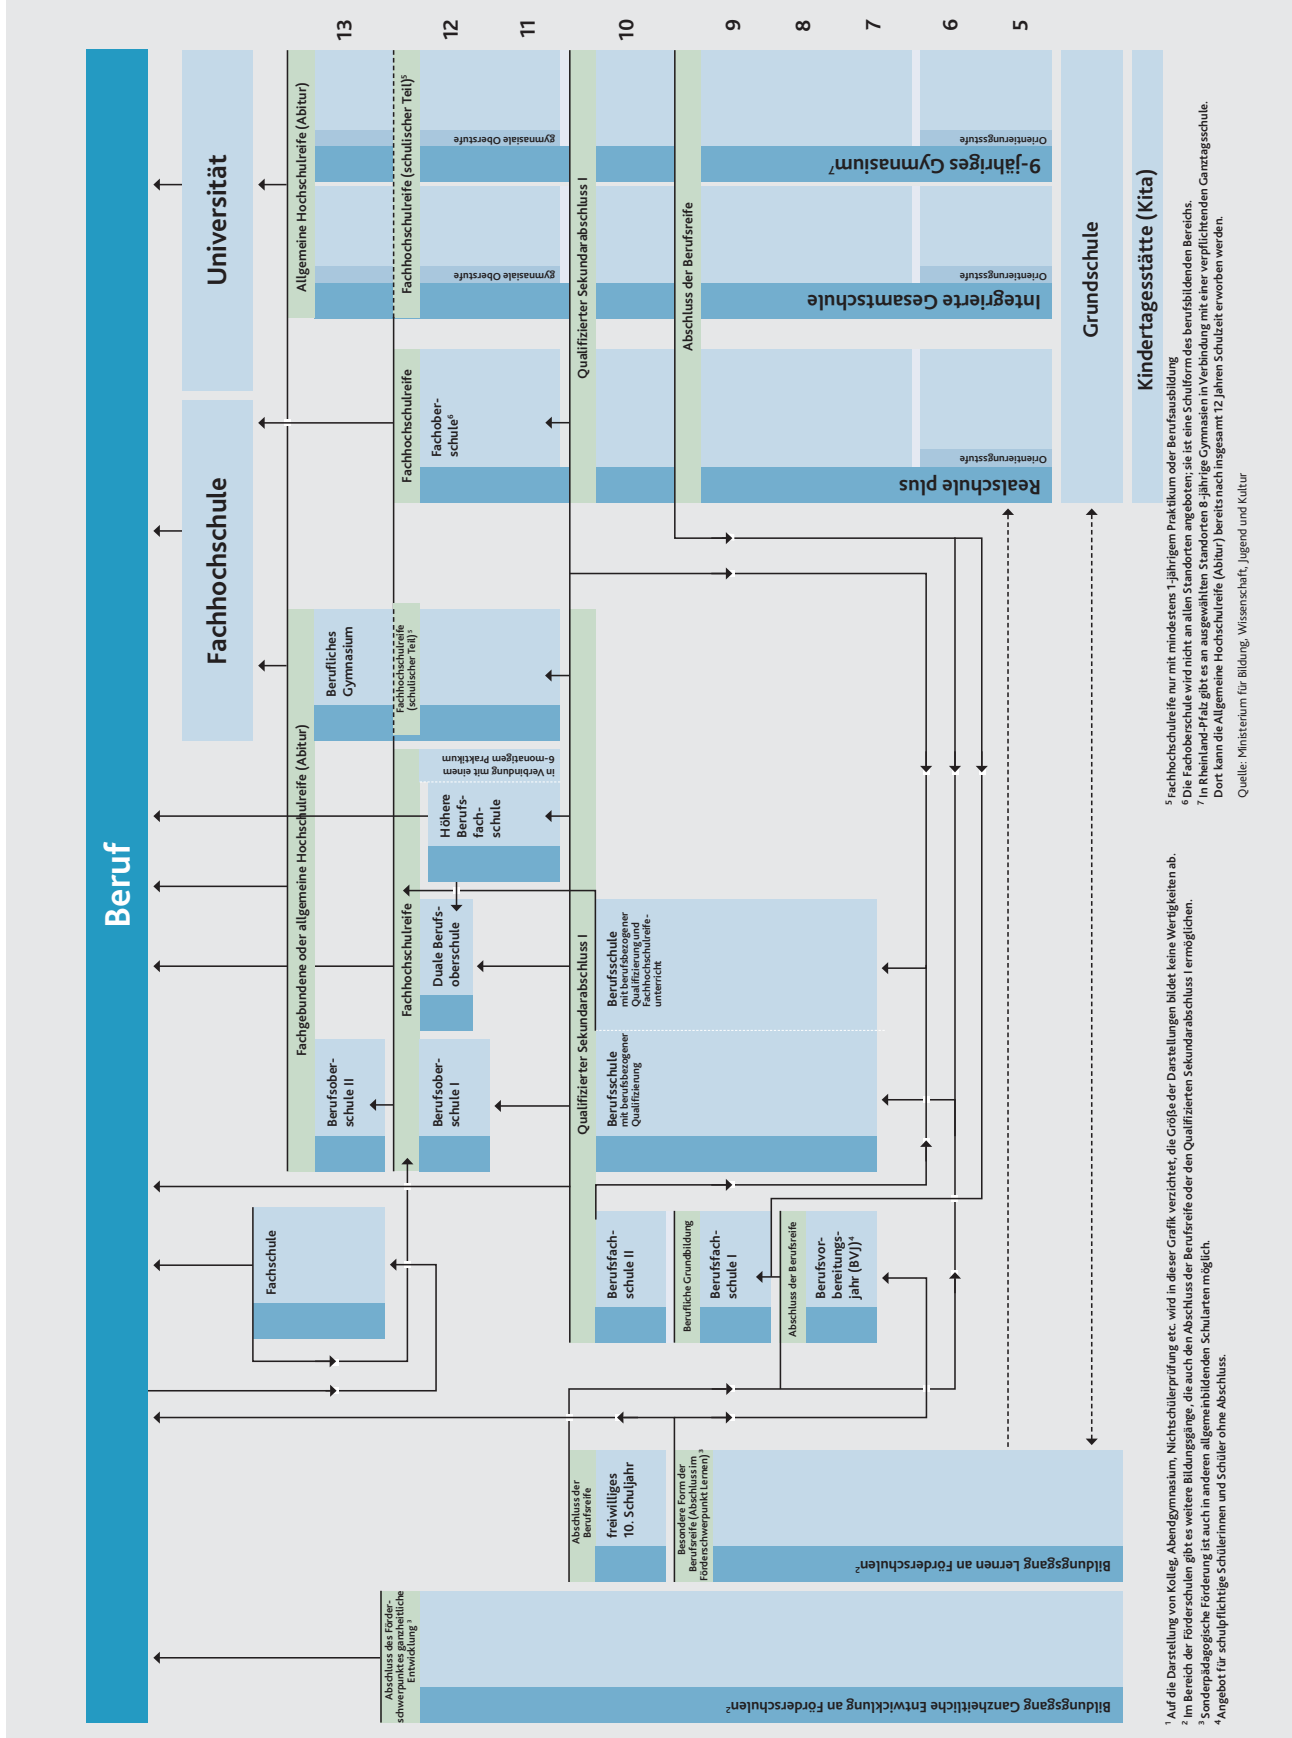 Beruf
Fachhochschule
Universität
Fachgebundene oder allgemeine Hochschulreife (Abitur)
Allgemeine Hochschulreife (Abitur)
13
Fachschule
Berufsober-
schule II
Berufliches
Gymnasium
Abschluss des Förder-
schwerpunktes ganzheitliche
Entwicklung ³
Fachhochschulreife
Fachhochschulreife
(schulischer Teil)⁵
Fachhochschulreife
Fachhochschulreife (schulischer Teil)⁵
12
11
Berufsober-
schule I
Duale Berufs-
oberschule
Höhere
Berufs-
fach-
schule
in Verbindung mit einem
6-monatigem Praktikum
Fachober-
schule⁶
gymnasiale Oberstufe
gymnasiale Oberstufe
Abschluss der
Berufsreife
Qualifizierter Sekundarabschluss I
Qualifizierter Sekundarabschluss I
10
freiwilliges
10. Schuljahr
Berufsfach-
schule II
Berufsschule
mit berufsbezogener
Qualifizierung
Berufsschule
mit berufsbezogener
Qualifizierung und
Fachhochschulreife-
unterricht
Besondere Form der
Berufsreife (Abschluss im
Förderschwerpunkt Lernen) ³
Berufliche Grundbildung
Abschluss der Berufsreife
9
Berufsfach-
schule I
Abschluss der Berufsreife
8
Berufsvor-
bereitungs-
jahr (BVJ)⁴
7
6
5
Orientierungsstufe
Orientierungsstufe
Orientierungsstufe
Bildungsgang Ganzheitliche Entwicklung an Förderschulen²
Bildungsgang Lernen an Förderschulen²
Realschule plus
Integrierte Gesamtschule
9-jähriges Gymnasium⁷
Grundschule
Kindertagesstätte (Kita)
¹ Auf die Darstellung von Kolleg, Abendgymnasium, Nichtschülerprüfung etc. wird in dieser Grafik verzichtet, die Größe der Darstellungen bildet keine Wertigkeiten ab.
² Im Bereich der Förderschulen gibt es weitere Bildungsgänge, die auch den Abschluss der Berufsreife oder den Qualifizierten Sekundarabschluss I ermöglichen.
³ Sonderpädagogische Förderung ist auch in anderen allgemeinbildenden Schularten möglich.
⁴ Angebot für schulpflichtige Schülerinnen und Schüler ohne Abschluss.
⁵ Fachhochschulreife nur mit mindestens 1-jährigem Praktikum oder Berufsausbildung
⁶ Die Fachoberschule wird nicht an allen Standorten angeboten; sie ist eine Schulform des berufsbildenden Bereichs.
⁷ In Rheinland-Pfalz gibt es an ausgewählten Standorten 8-jährige Gymnasien in Verbindung mit einer verpflichtenden Ganztagsschule.
Dort kann die Allgemeine Hochschulreife (Abitur) bereits nach insgesamt 12 Jahren Schulzeit erworben werden.
Quelle: Ministerium für Bildung, Wissenschaft, Jugend und Kultur